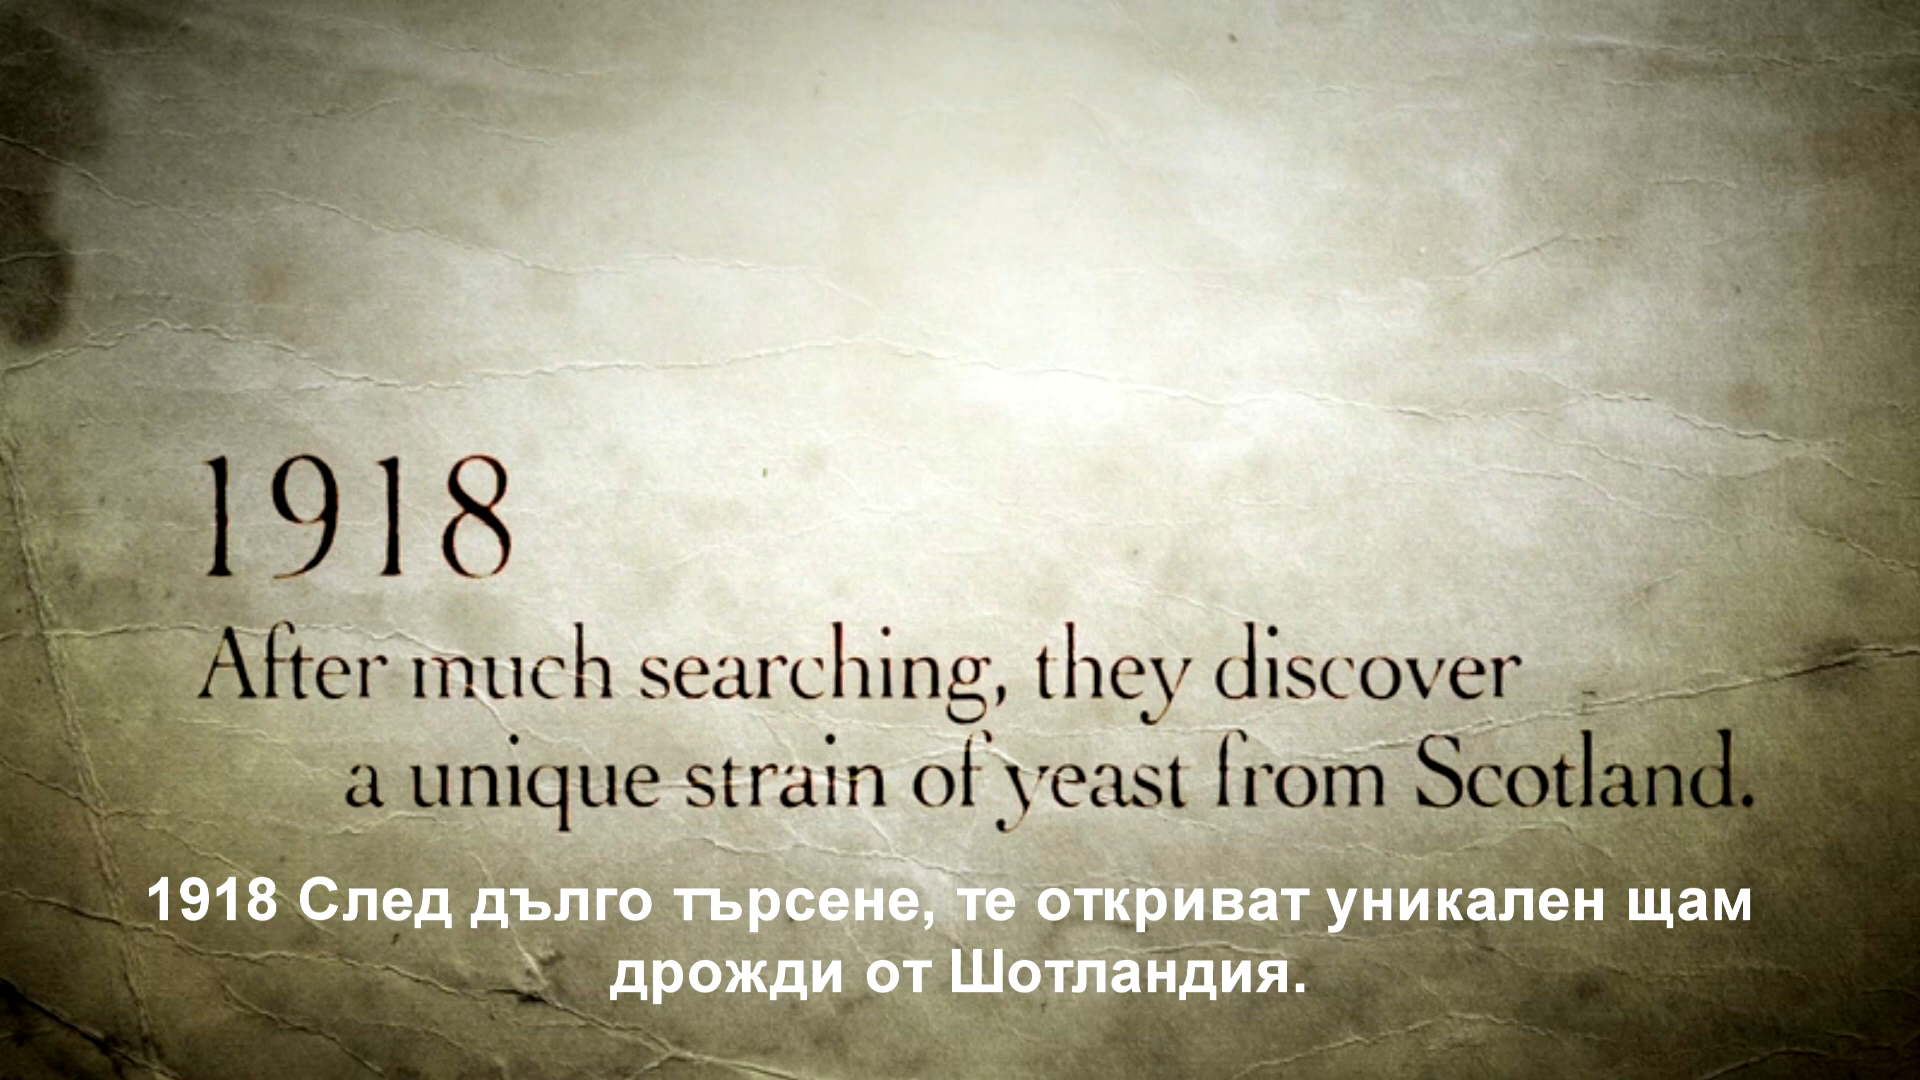 1918
After much searching, they discover
a unique strain of yeast from Scotland.
1918 След дълго търсене, те откриват уникален щам
дрожди от Шотландия.